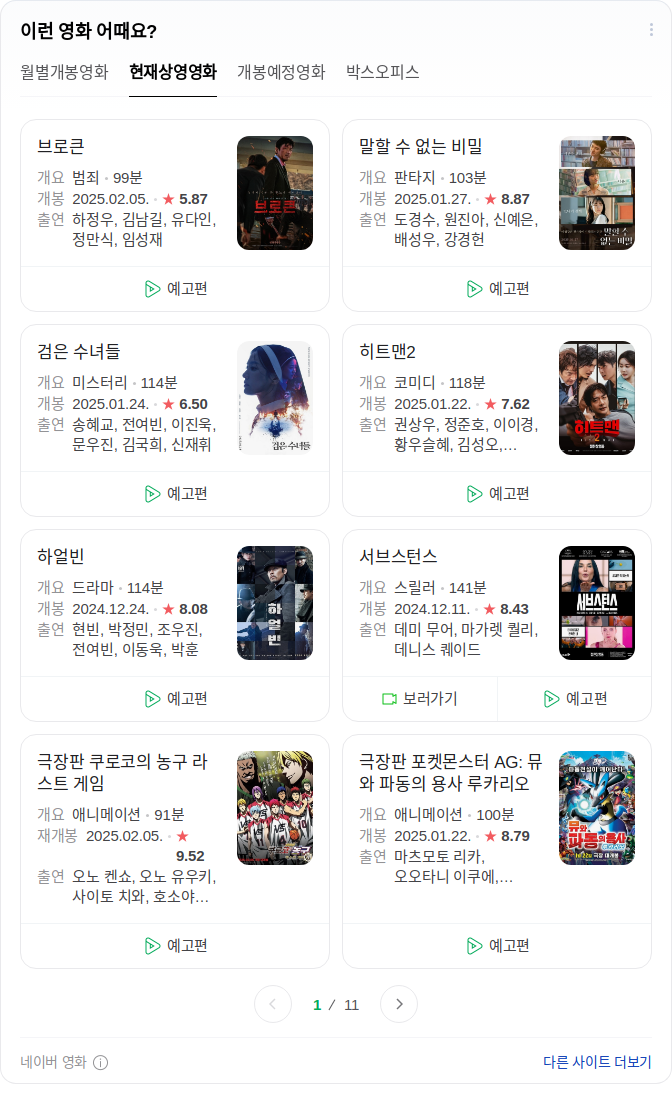 이런 영화 어때요?
월별개봉영화 현재상영영화 개봉예정영화 박스오피스
브로큰
개요 범죄 · 99분
개봉 2025.02.05. · ★ 5.87
출연 하정우, 김남길, 유다인,
정만식, 임성재
브로큰
예고편
말할 수 없는 비밀
개요 판타지 · 103분
개봉 2025.01.27. · ★ 8.87
출연 도경수, 원진아, 신예은,
배성우, 강경헌
말할 수
없는 비밀
예고편
검은 수녀들
개요 미스터리 · 114분
개봉 2025.01.24. · ★ 6.50
출연 송혜교, 전여빈, 이진욱,
문우진, 김국희, 신재휘
검은 수녀들
예고편
히트맨2
개요 코미디 · 118분
개봉 2025.01.22. · ★ 7.62
출연 권상우, 정준호, 이이경,
황우슬혜, 김성오,...
히트맨
2
예고편
하얼빈
개요 드라마 · 114분
개봉 2024.12.24. · ★ 8.08
출연 현빈, 박정민, 조우진,
전여빈, 이동욱, 박훈
하
얼
빈
예고편
서브스턴스
개요 스릴러 · 141분
개봉 2024.12.11. · ★ 8.43
출연 데미 무어, 마가렛 퀄리,
데니스 퀘이드
서브스턴스
보러가기 예고편
극장판 쿠로코의 농구 라
스트 게임
개요 애니메이션 · 91분
재개봉 2025.02.05. · ★
9.52
출연 오노 켄쇼, 오노 유우키,
사이토 치와, 호소야...
예고편
극장판 포켓몬스터 AG: 뮤
와 파동의 용사 루카리오
개요 애니메이션 · 100분
개봉 2025.01.22. · ★ 8.79
출연 마츠모토 리카,
오오타니 이쿠에,...
뮤와
파동의 용사
예고편
1 / 11
네이버 영화
다른 사이트 더보기